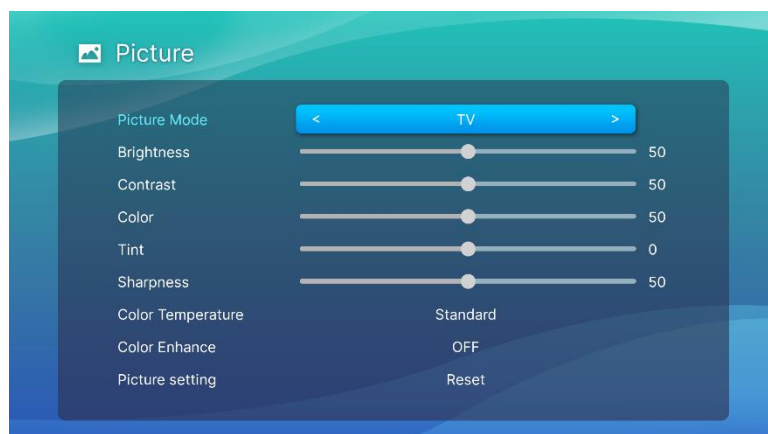 Picture
Picture Mode < TV >
Brightness 50
Contrast 50
Color 50
Tint 0
Sharpness 50
Color Temperature Standard
Color Enhance OFF
Picture setting Reset